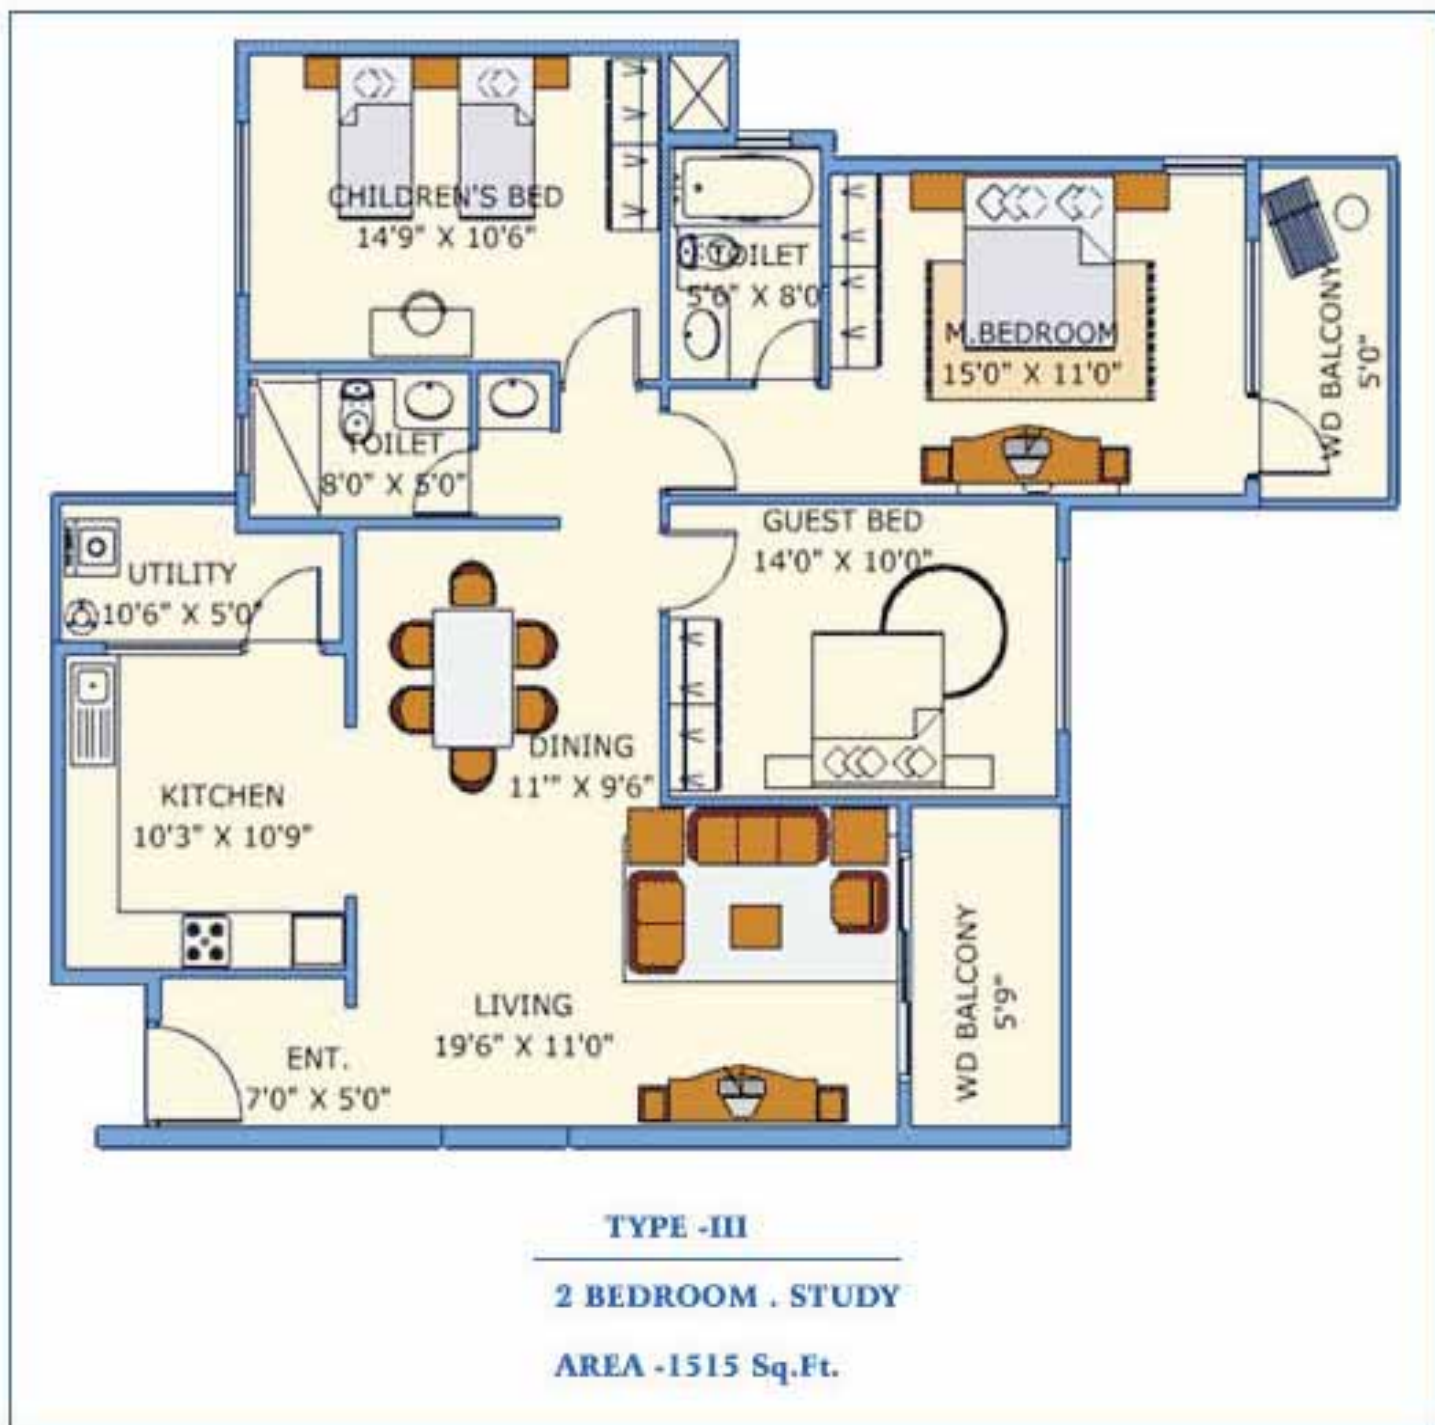 CHILDREN'S BED
14'9" X 10'6"
TOILET
5'6" X 8'0"
M.BEDROOM
15'0" X 11'0"
WD BALCONY
5'0"
TOILET
8'0" X 5'0"
GUEST BED
14'0" X 10'0"
UTILITY
10'6" X 5'0"
DINING
11'" X 9'6"
KITCHEN
10'3" X 10'9"
LIVING
19'6" X 11'0"
WD BALCONY
5'9"
ENT.
7'0" X 5'0"
TYPE -III
2 BEDROOM . STUDY
AREA -1515 Sq.Ft.